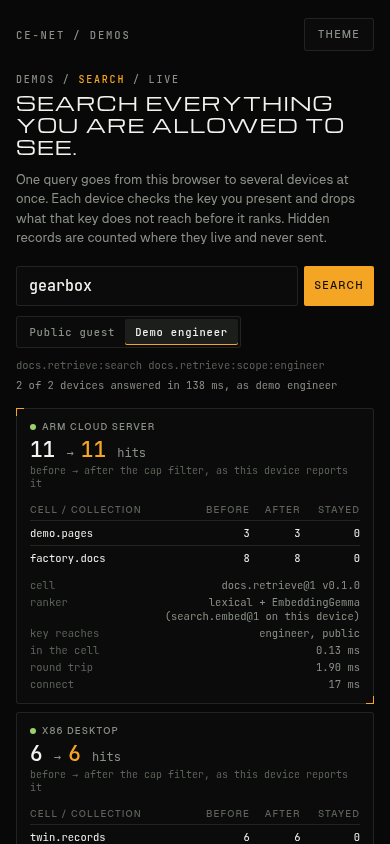 CE-NET / DEMOS
THEME
DEMOS / SEARCH / LIVE
SEARCH EVERYTHING
YOU ARE ALLOWED TO
SEE.
One query goes from this browser to several devices at
once. Each device checks the key you present and drops
what that key does not reach before it ranks. Hidden
records are counted where they live and never sent.
gearbox
SEARCH
Public guest Demo engineer
docs.retrieve:search docs.retrieve:scope:engineer
2 of 2 devices answered in 138 ms, as demo engineer
ARM CLOUD SERVER
11 → 11 hits
before → after the cap filter, as this device reports
it
CELL / COLLECTION BEFORE AFTER STAYED
demo.pages 3 3 0
factory.docs 8 8 0
cell docs.retrieve@1 v0.1.0
ranker lexical + EmbeddingGemma
(search.embed@1 on this device)
key reaches engineer, public
in the cell 0.13 ms
round trip 1.90 ms
connect 17 ms
X86 DESKTOP
6 → 6 hits
before → after the cap filter, as this device reports
it
CELL / COLLECTION BEFORE AFTER STAYED
twin.records 6 6 0